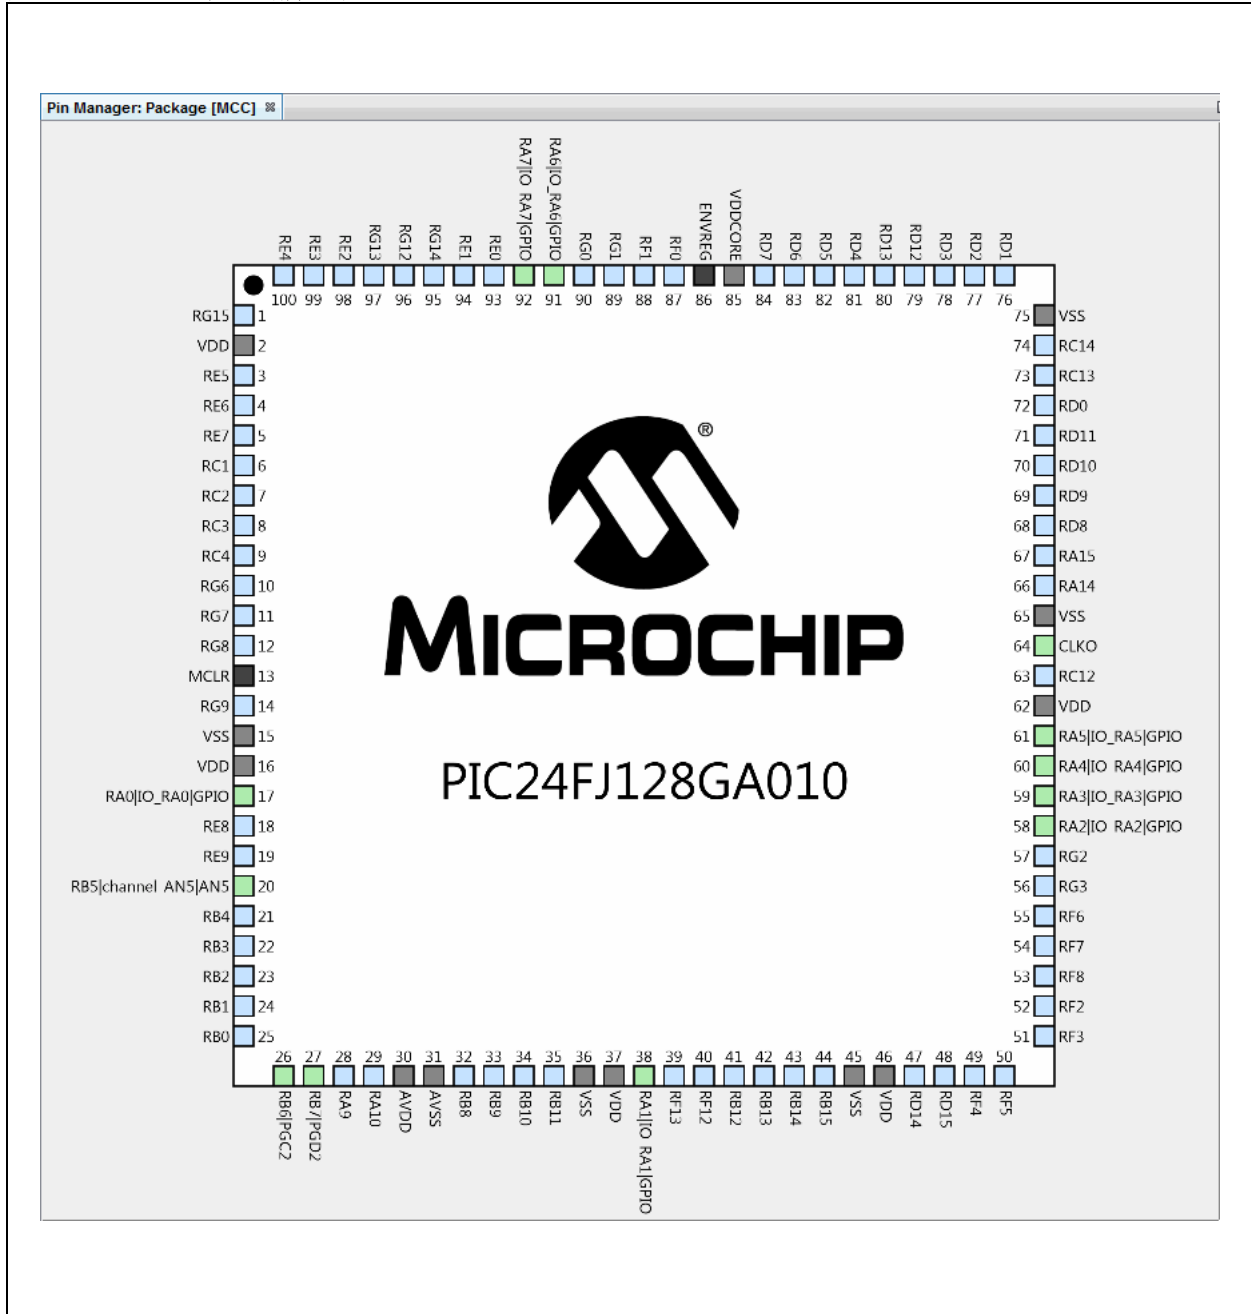 Pin Manager: Package [MCC]
RE4 RE3 RE2 RG13 RG12 RG14 RE1 RE0 RA7|IO RA7|GPIO RA6|IO_RA6|GPIO RG0 RG1 RF1 RF0 ENVREG VDDCORE RD7 RD6 RD5 RD4 RD13 RD12 RD3 RD2 RD1
100 99 98 97 96 95 94 93 92 91 90 89 88 87 86 85 84 83 82 81 80 79 78 77 76
RG15 1 75 VSS
VDD 2 74 RC14
RE5 3 73 RC13
RE6 4 72 RD0
RE7 5 71 RD11
RC1 6 70 RD10
RC2 7 69 RD9
RC3 8 68 RD8
RC4 9 67 RA15
RG6 10 66 RA14
RG7 11 65 VSS
RG8 12 64 CLKO
MCLR 13 63 RC12
RG9 14 62 VDD
VSS 15 61 RA5|IO_RA5|GPIO
VDD 16 60 RA4|IO RA4|GPIO
RA0|IO_RA0|GPIO 17 59 RA3|IO_RA3|GPIO
RE8 18 58 RA2|IO RA2|GPIO
RE9 19 57 RG2
RB5|channel AN5|AN5 20 56 RG3
RB4 21 55 RF6
RB3 22 54 RF7
RB2 23 53 RF8
RB1 24 52 RF2
RB0 25 51 RF3
®
MICROCHIP
PIC24FJ128GA010
26 27 28 29 30 31 32 33 34 35 36 37 38 39 40 41 42 43 44 45 46 47 48 49 50
RB6|PGC2 RB7|PGD2 RA9 RA10 AVDD AVSS RB8 RB9 RB10 RB11 VSS VDD RA1|IO RA1|GPIO RF13 RF12 RB12 RB13 RB14 RB15 VSS VDD RD14 RD15 RF4 RF5